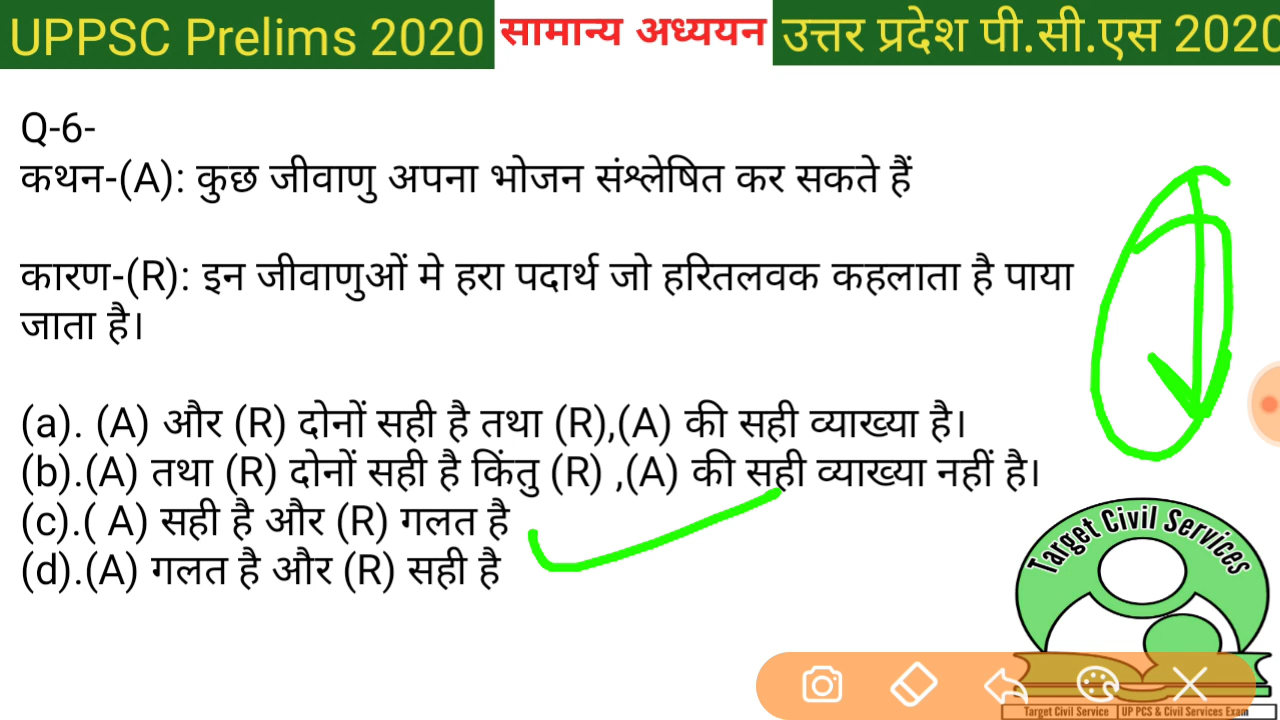 UPPSC Prelims 2020 सामान्य अध्ययन उत्तर प्रदेश पी.सी.एस 2020
Q-6-
कथन-(A): कुछ जीवाणु अपना भोजन संश्लेषित कर सकते हैं
कारण-(R): इन जीवाणुओं मे हरा पदार्थ जो हरितलवक कहलाता है पाया
जाता है।
(a). (A) और (R) दोनों सही है तथा (R),(A) की सही व्याख्या है।
(b).(A) तथा (R) दोनों सही है किंतु (R) ,(A) की सही व्याख्या नहीं है।
(c).( A) सही है और (R) गलत है
(d).(A) गलत है और (R) सही है
Target Civil Services
Target Civil Service | UP PCS & Civil Services Exam